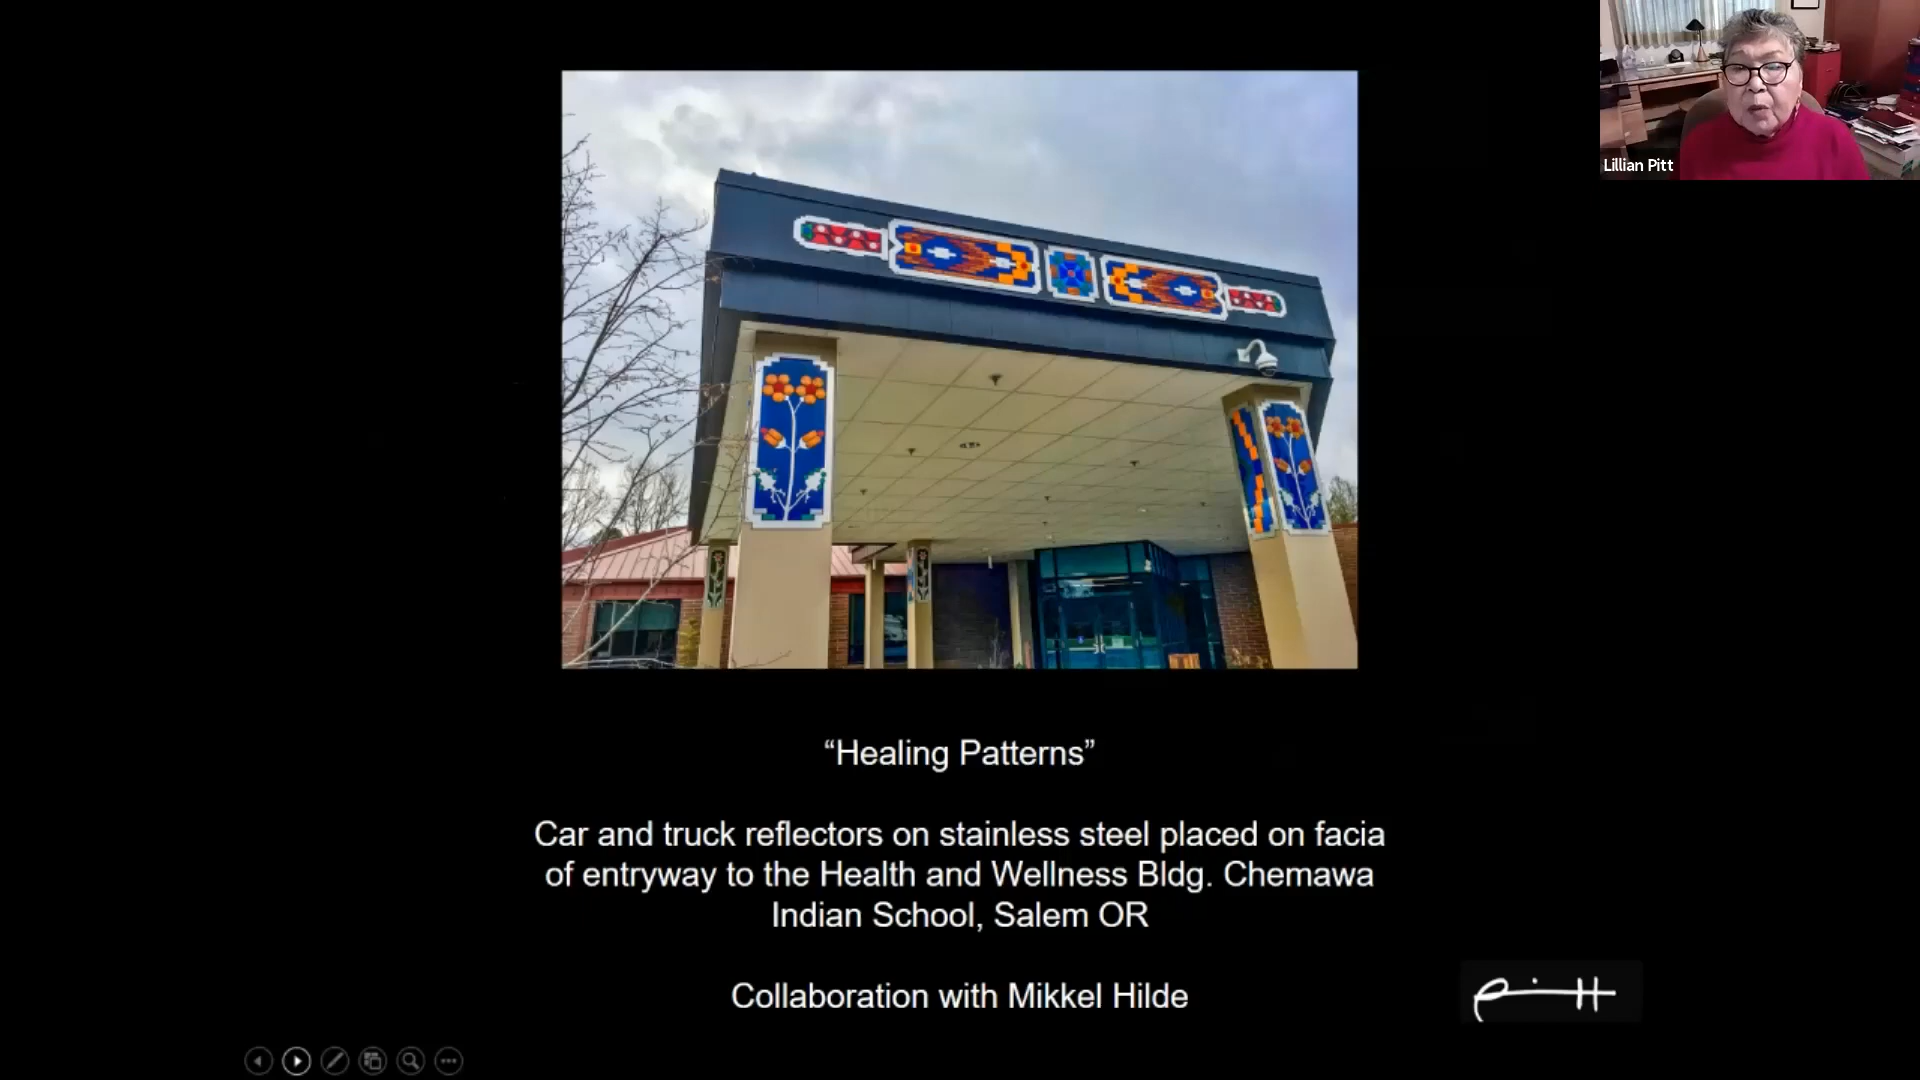 Lillian Pitt
“Healing Patterns”
Car and truck reflectors on stainless steel placed on facia
of entryway to the Health and Wellness Bldg. Chemawa
Indian School, Salem OR
Collaboration with Mikkel Hilde
Pitt